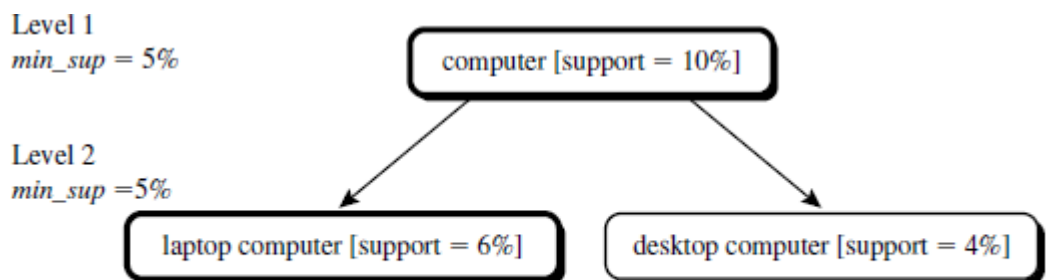 Level 1
min_sup = 5%
computer [support = 10%]
Level 2
min_sup =5%
laptop computer [support = 6%]
desktop computer [support = 4%]